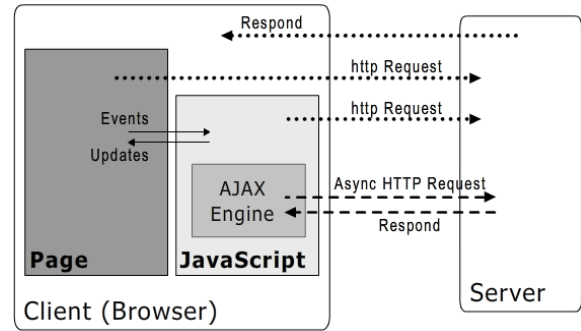 Respond
http Request
http Request
Events
Updates
AJAX
Engine
Async HTTP Request
Respond
Page
JavaScript
Client (Browser)
Server